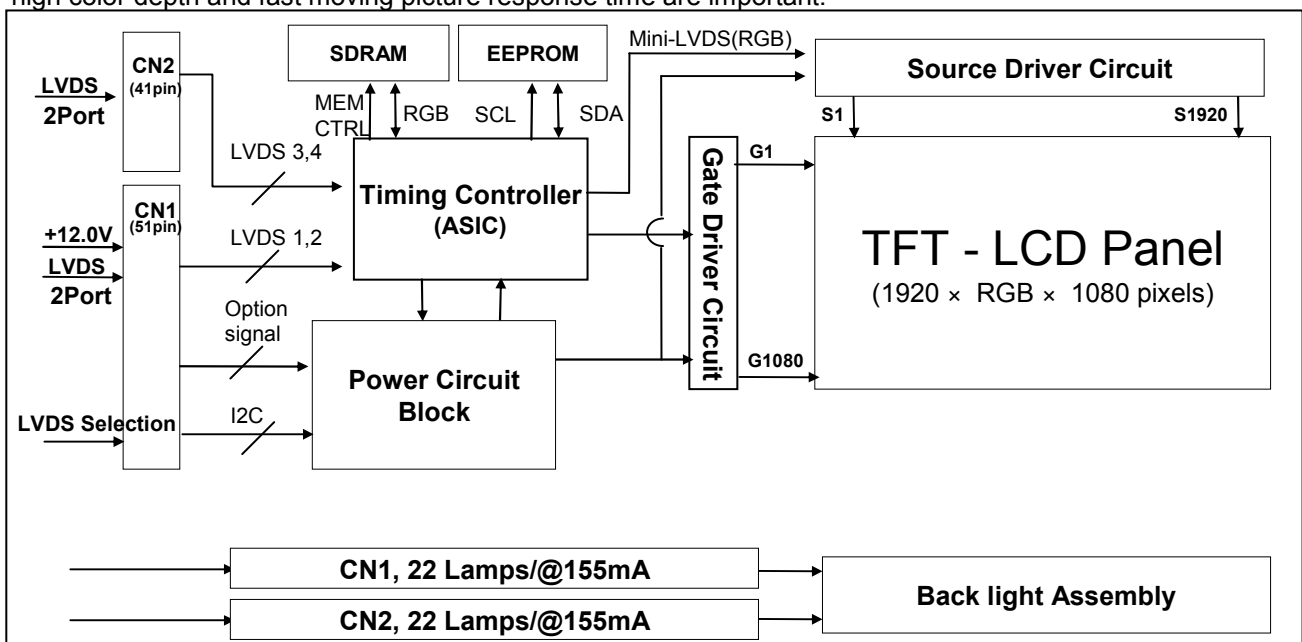 high color depth and fast moving picture response time are important.
CN2
(41pin)
LVDS
2Port
SDRAM
EEPROM
Mini-LVDS(RGB)
Source Driver Circuit
MEM
CTRL
RGB
SCL
SDA
S1
S1920
LVDS 3,4
Timing Controller
(ASIC)
Gate Driver Circuit
G1
TFT - LCD Panel
(1920 × RGB × 1080 pixels)
G1080
CN1
(51pin)
+12.0V
LVDS
2Port
LVDS 1,2
Option
signal
Power Circuit
Block
LVDS Selection
I2C
CN1, 22 Lamps/@155mA
CN2, 22 Lamps/@155mA
Back light Assembly